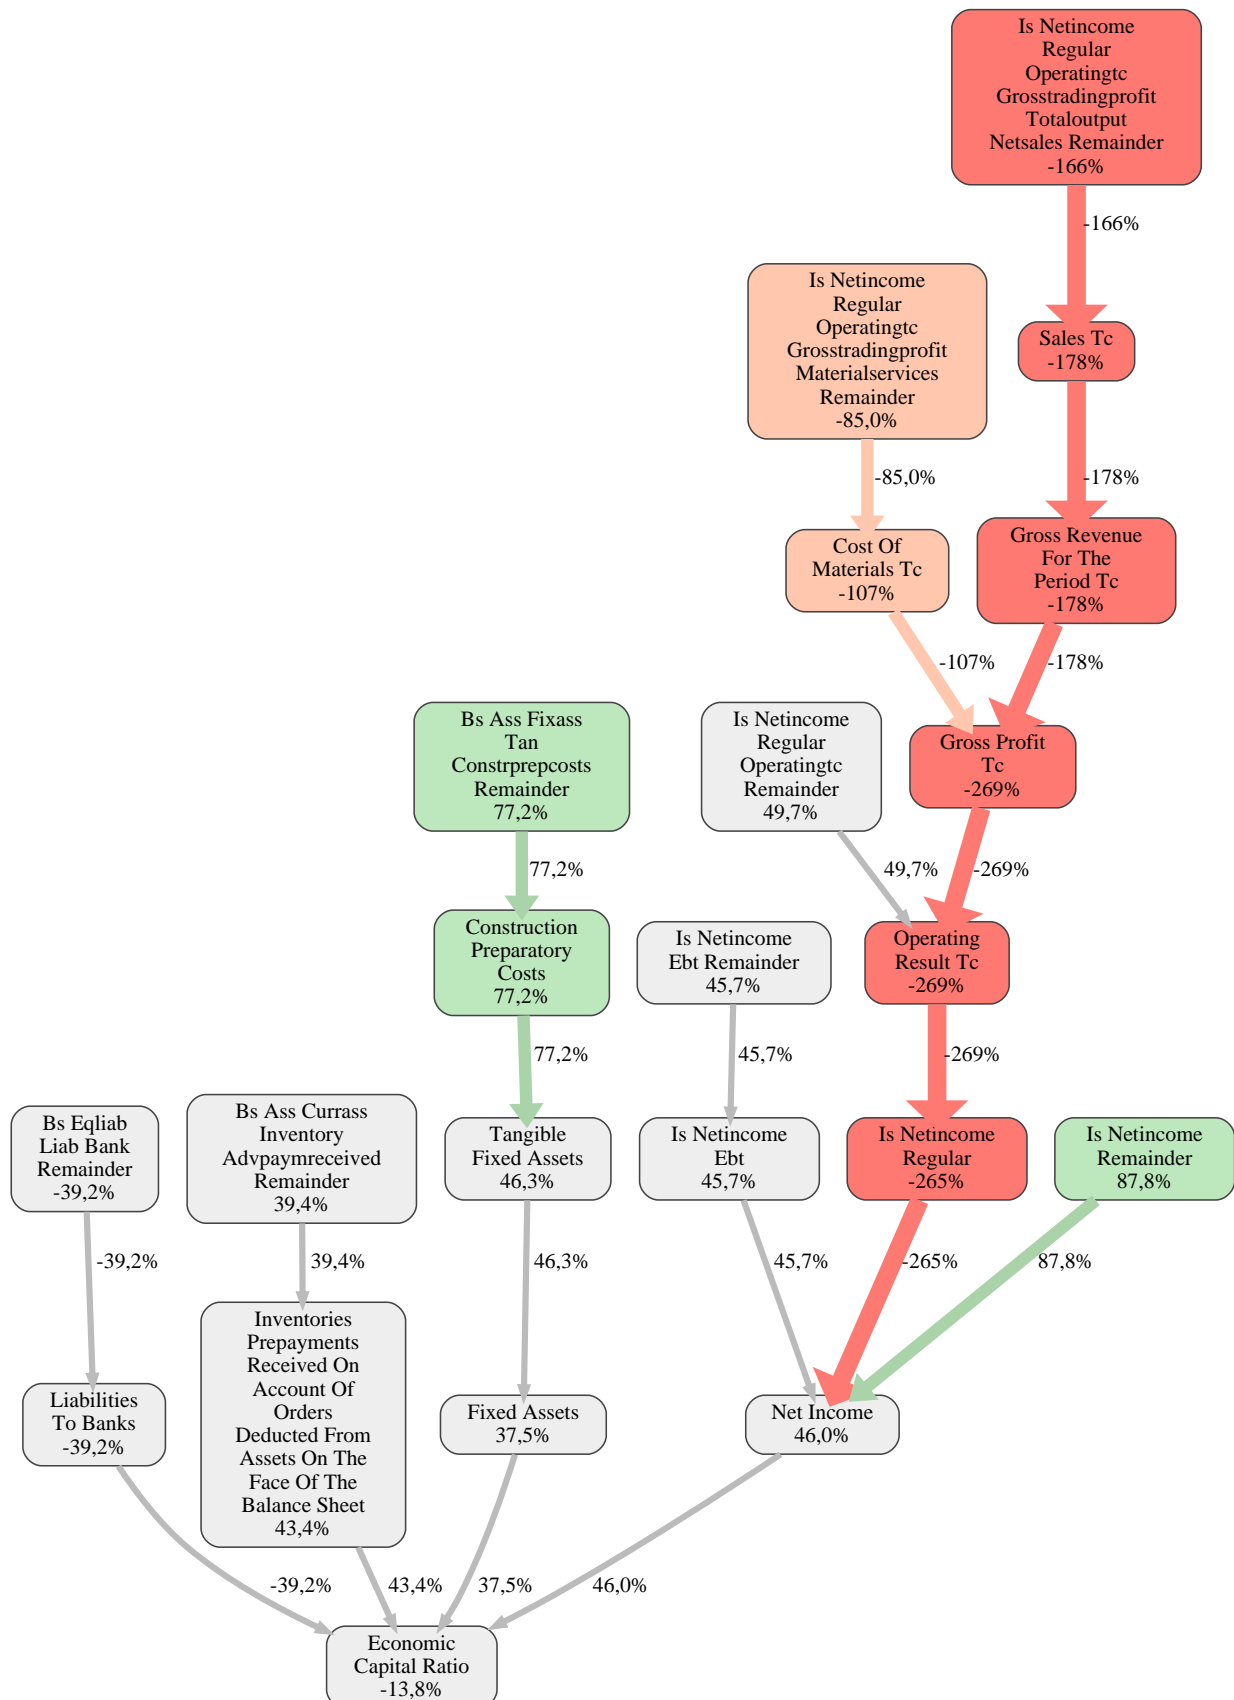 Is Netincome
Regular
Operatingtc
Grosstradingprofit
Totaloutput
Netsales Remainder
-166%
-166%
Is Netincome
Regular
Operatingtc
Grosstradingprofit
Materialservices
Remainder
-85,0%
Sales Tc
-178%
-85,0%
-178%
Cost Of
Materials Tc
-107%
Gross Revenue
For The
Period Tc
-178%
-107%
-178%
Bs Ass Fixass
Tan
Constrprepcosts
Remainder
77,2%
Is Netincome
Regular
Operatingtc
Remainder
49,7%
Gross Profit
Tc
-269%
77,2%
49,7%
-269%
Construction
Preparatory
Costs
77,2%
Is Netincome
Ebt Remainder
45,7%
Operating
Result Tc
-269%
77,2%
45,7%
-269%
Bs Eqliab
Liab Bank
Remainder
-39,2%
Bs Ass Currass
Inventory
Advpaymreceived
Remainder
39,4%
Tangible
Fixed Assets
46,3%
Is Netincome
Ebt
45,7%
Is Netincome
Regular
-265%
Is Netincome
Remainder
87,8%
-39,2%
39,4%
46,3%
45,7%
-265%
87,8%
Liabilities
To Banks
-39,2%
Inventories
Prepayments
Received On
Account Of
Orders
Deducted From
Assets On The
Face Of The
Balance Sheet
43,4%
Fixed Assets
37,5%
Net Income
46,0%
-39,2%
43,4%
37,5%
46,0%
Economic
Capital Ratio
-13,8%